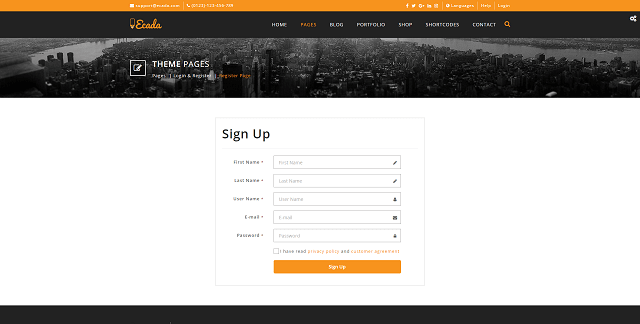 support@ecada.com (0123) 123-456-789
Languages Help Login
Ecada
HOME PAGES BLOG PORTFOLIO SHOP SHORTCODES CONTACT
THEME PAGES
Pages | Login & Register | Register Page
Sign Up
First Name * First Name
Last Name * Last Name
User Name * User Name
E-mail * E-mail
Password * Password
I have read privacy policy and customer agreement
Sign Up